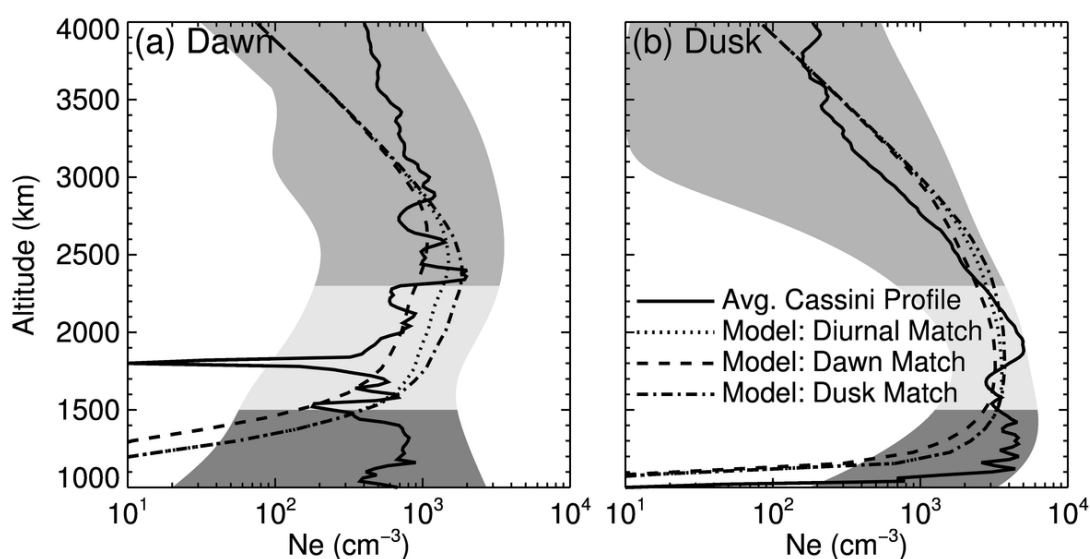 (a) Dawn
(b) Dusk
4000
3500
3000
2500
2000
1500
1000
Altitude (km)
Avg. Cassini Profile
Model: Diurnal Match
Model: Dawn Match
Model: Dusk Match
10¹ 10² 10³ 10⁴
10¹ 10² 10³ 10⁴
Ne (cm⁻³)
Ne (cm⁻³)